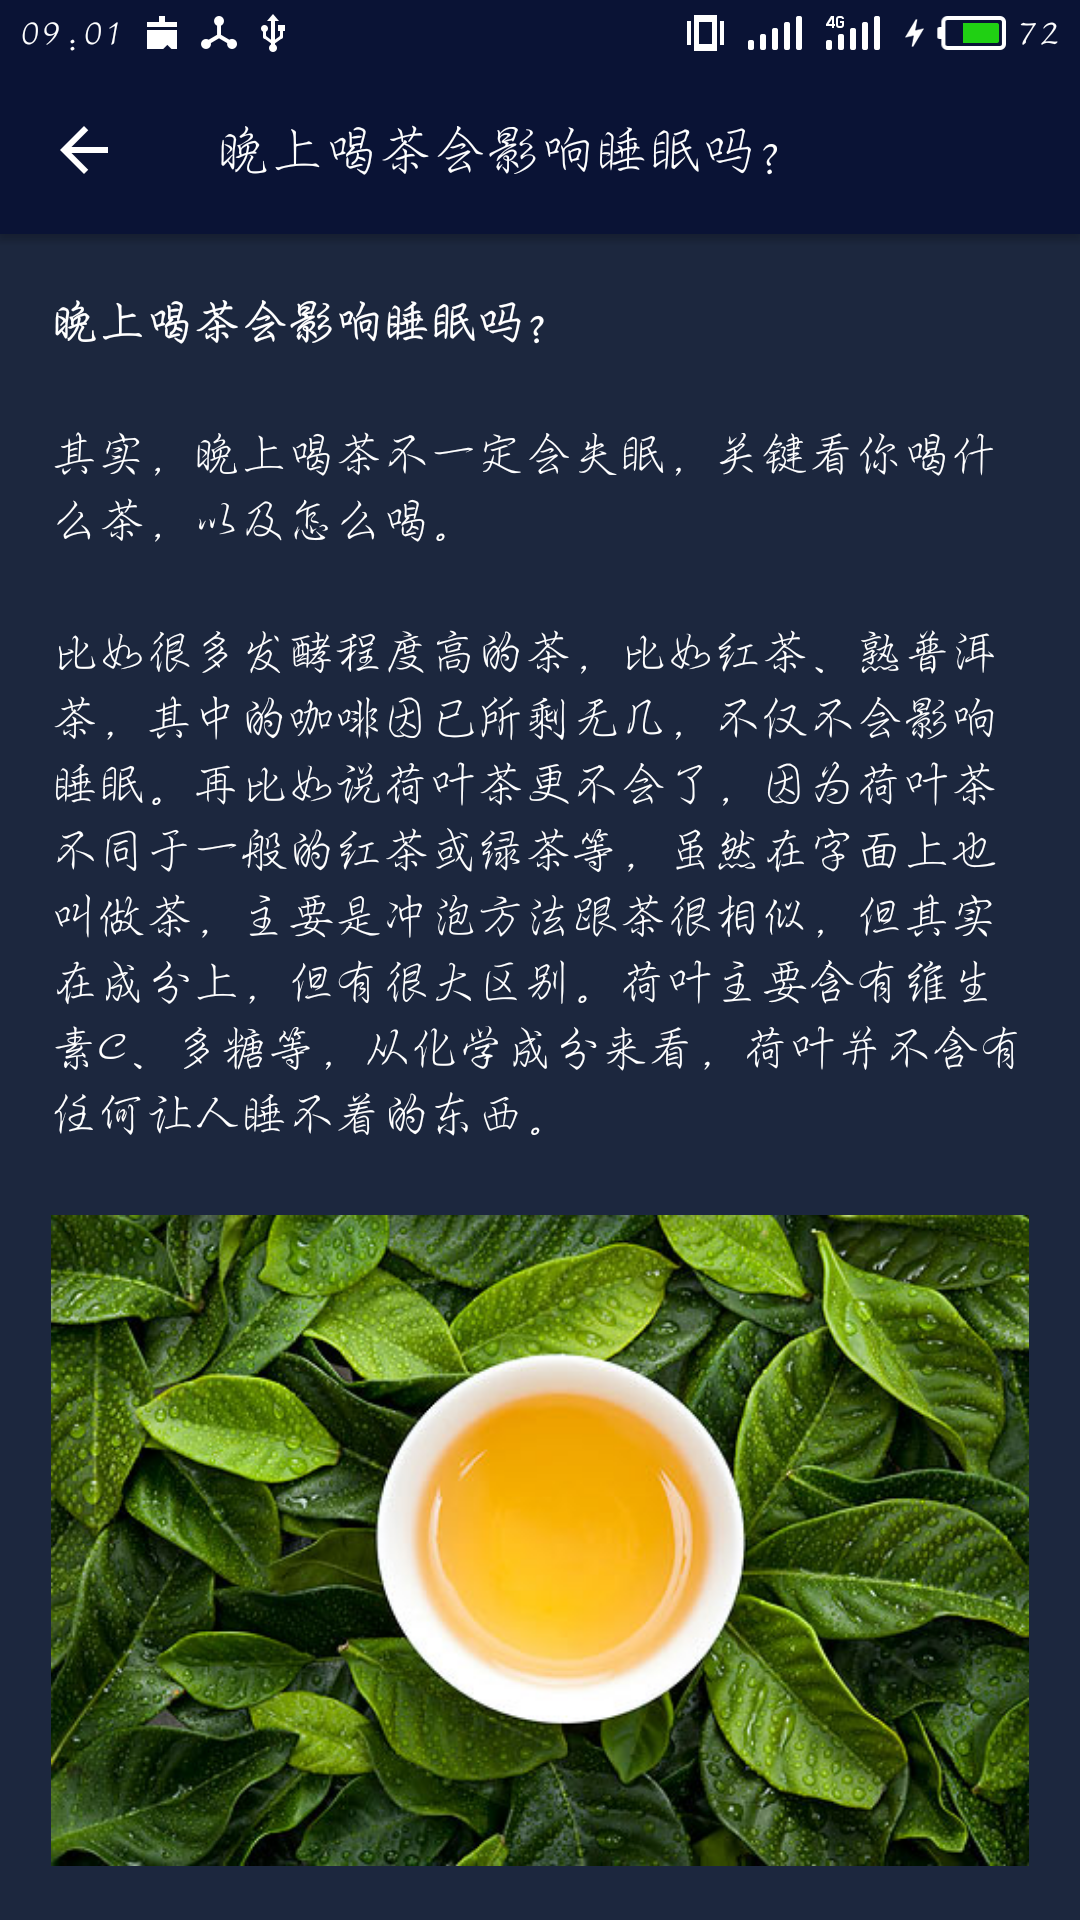 09:01
4G
72
晚上喝茶会影响睡眠吗?
晚上喝茶会影响睡眠吗?
其实，晚上喝茶不一定会失眠，关键看你喝什
么茶，以及怎么喝。
比如很多发酵程度高的茶，比如红茶、熟普洱
茶，其中的咖啡因已所剩无几，不仅不会影响
睡眠。再比如说荷叶茶更不会了，因为荷叶茶
不同于一般的红茶或绿茶等，虽然在字面上也
叫做茶，主要是冲泡方法跟茶很相似，但其实
在成分上，但有很大区别。荷叶主要含有维生
素C、多糖等，从化学成分来看，荷叶并不含有
任何让人睡不着的东西。